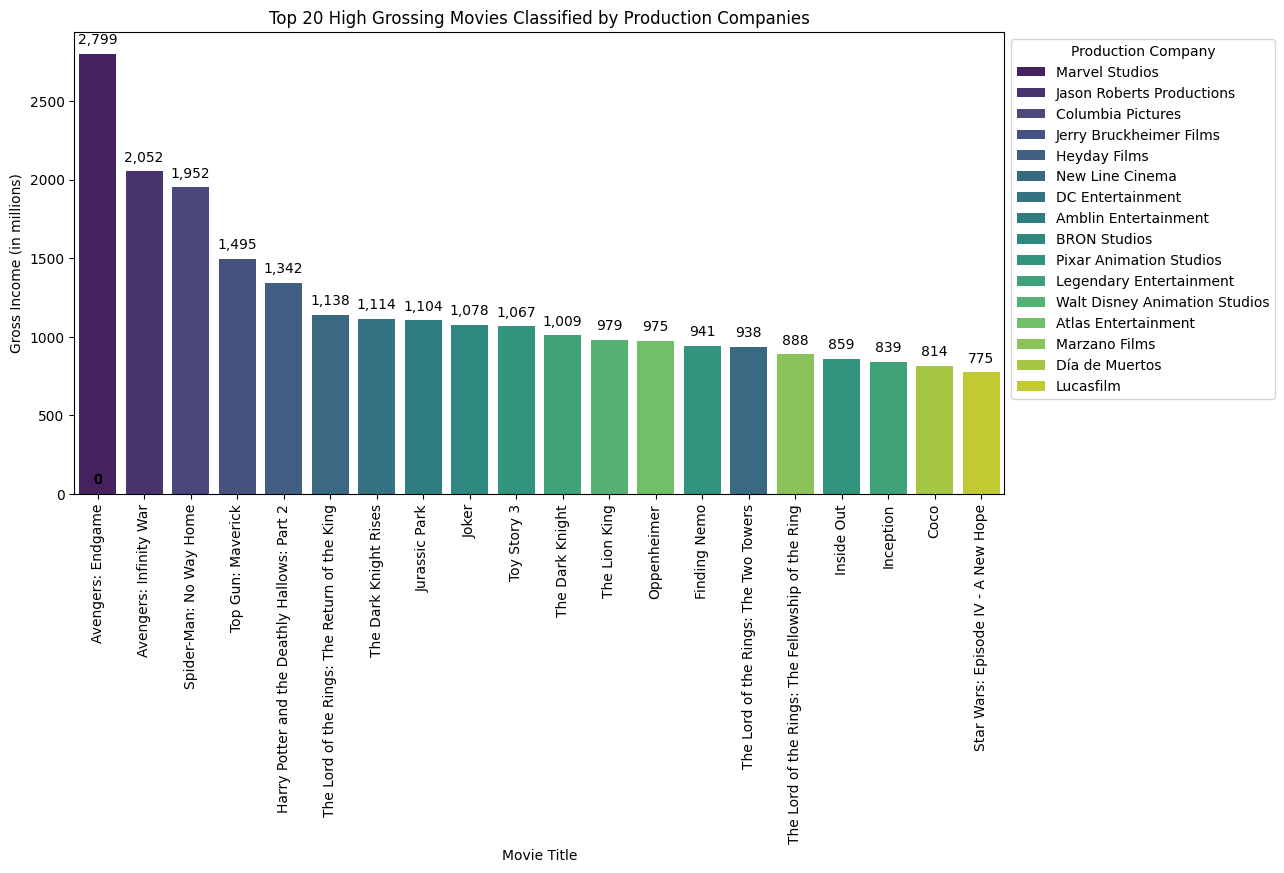 Top 20 High Grossing Movies Classified by Production Companies
Gross Income (in millions)
2500
2000
1500
1000
500
0
2,799
2,052
1,952
1,495
1,342
1,138
1,114
1,104
1,078
1,067
1,009
979
975
941
938
888
859
839
814
775
0
Avengers: Endgame
Avengers: Infinity War
Spider-Man: No Way Home
Top Gun: Maverick
Harry Potter and the Deathly Hallows: Part 2
The Lord of the Rings: The Return of the King
The Dark Knight Rises
Jurassic Park
Joker
Toy Story 3
The Dark Knight
The Lion King
Oppenheimer
Finding Nemo
The Lord of the Rings: The Two Towers
The Lord of the Rings: The Fellowship of the Ring
Inside Out
Inception
Coco
Star Wars: Episode IV - A New Hope
Movie Title
Production Company
Marvel Studios
Jason Roberts Productions
Columbia Pictures
Jerry Bruckheimer Films
Heyday Films
New Line Cinema
DC Entertainment
Amblin Entertainment
BRON Studios
Pixar Animation Studios
Legendary Entertainment
Walt Disney Animation Studios
Atlas Entertainment
Marzano Films
Día de Muertos
Lucasfilm